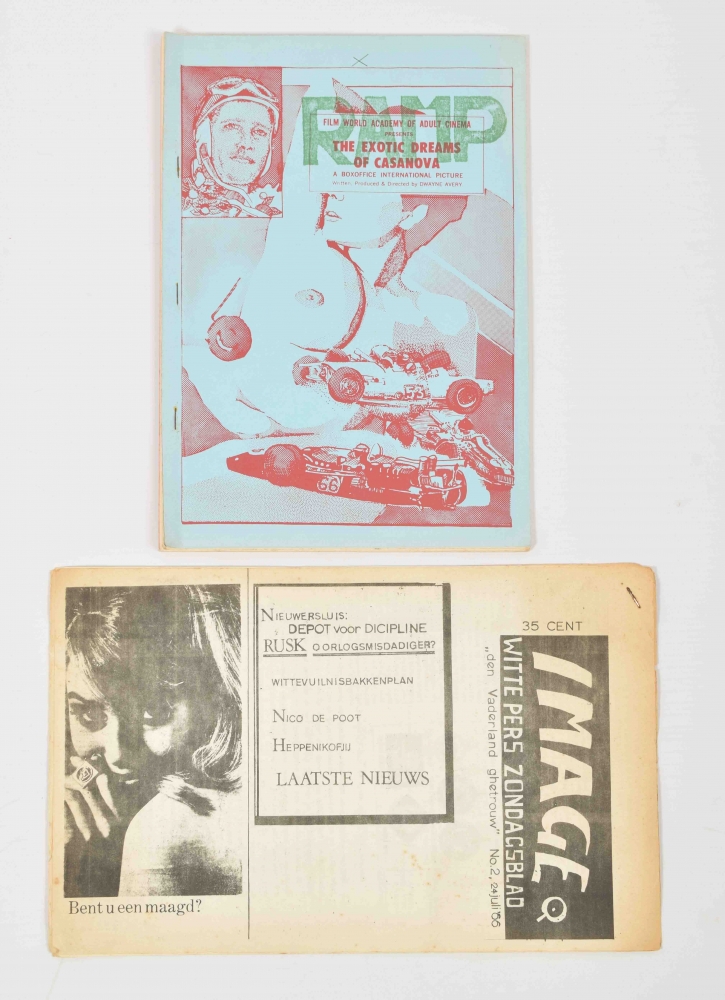 RAMP
FILM WORLD ACADEMY OF ADULT CINEMA
PRESENTS
THE EXOTIC DREAMS
OF CASANOVA
A BOXOFFICE INTERNATIONAL PICTURE
Written, Produced & Directed by DWAYNE AVERY
53
66
NIEUWERSLUIS:
DEPOT voor DICIPLINE
RUSK OORLOGSMISDADIGER?
WITTEVUILNISBAKKENPLAN
NICO DE POOT
HEPPENIKOFJIJ
LAATSTE NIEUWS
Bent u een maagd?
35 CENT
IMAGE
WITTE PERS ZONDAGSBLAD
„den Vaderland ghetrouw" No. 2, 24 juli '66